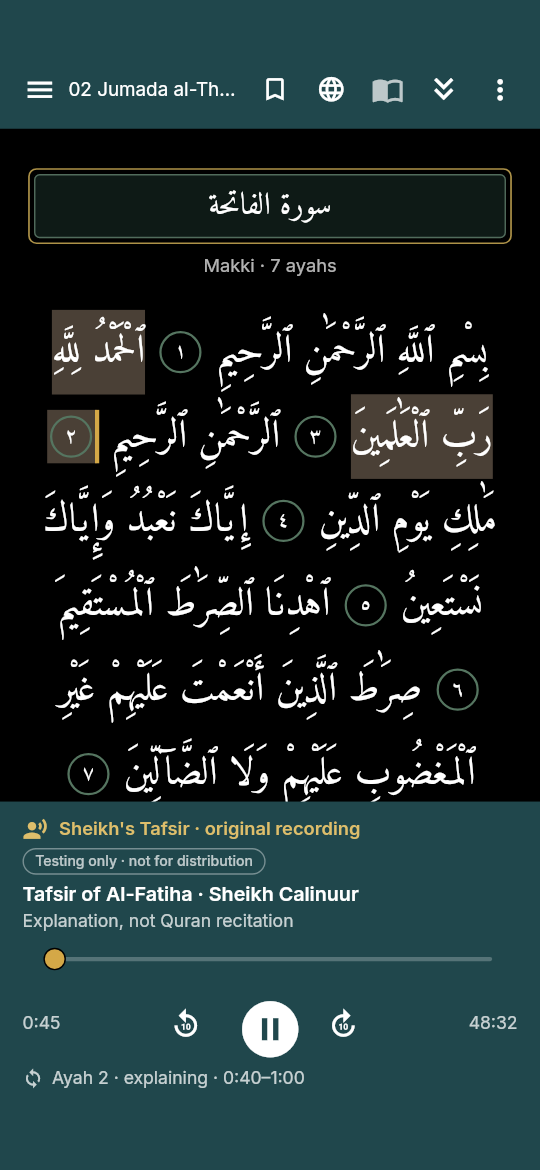 02 Jumada al-Th...
سورة الفاتحة
Makki · 7 ayahs
بِسْمِ ٱللَّهِ ٱلرَّحْمَٰنِ ٱلرَّحِيمِ ١ ٱلْحَمْدُ لِلَّهِ
رَبِّ ٱلْعَٰلَمِينَ ٣ ٱلرَّحْمَٰنِ ٱلرَّحِيمِ ٢
مَٰلِكِ يَوْمِ ٱلدِّينِ ٤ إِيَّاكَ نَعْبُدُ وَإِيَّاكَ
نَسْتَعِينُ ٥ ٱهْدِنَا ٱلصِّرَٰطَ ٱلْمُسْتَقِيمَ
٦ صِرَٰطَ ٱلَّذِينَ أَنْعَمْتَ عَلَيْهِمْ غَيْرِ
ٱلْمَغْضُوبِ عَلَيْهِمْ وَلَا ٱلضَّآلِّينَ ٧
Sheikh's Tafsir · original recording
Testing only · not for distribution
Tafsir of Al-Fatiha · Sheikh Calinuur
Explanation, not Quran recitation
0:45 10 10 48:32
Ayah 2 · explaining · 0:40–1:00